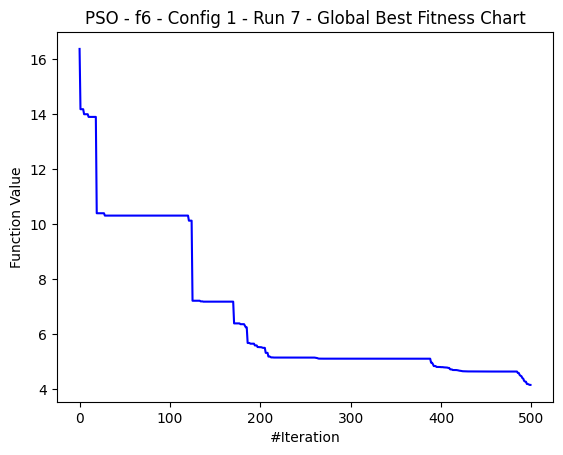 PSO - f6 - Config 1 - Run 7 - Global Best Fitness Chart
16
14
12
10
8
6
4
Function Value
0 100 200 300 400 500
#Iteration